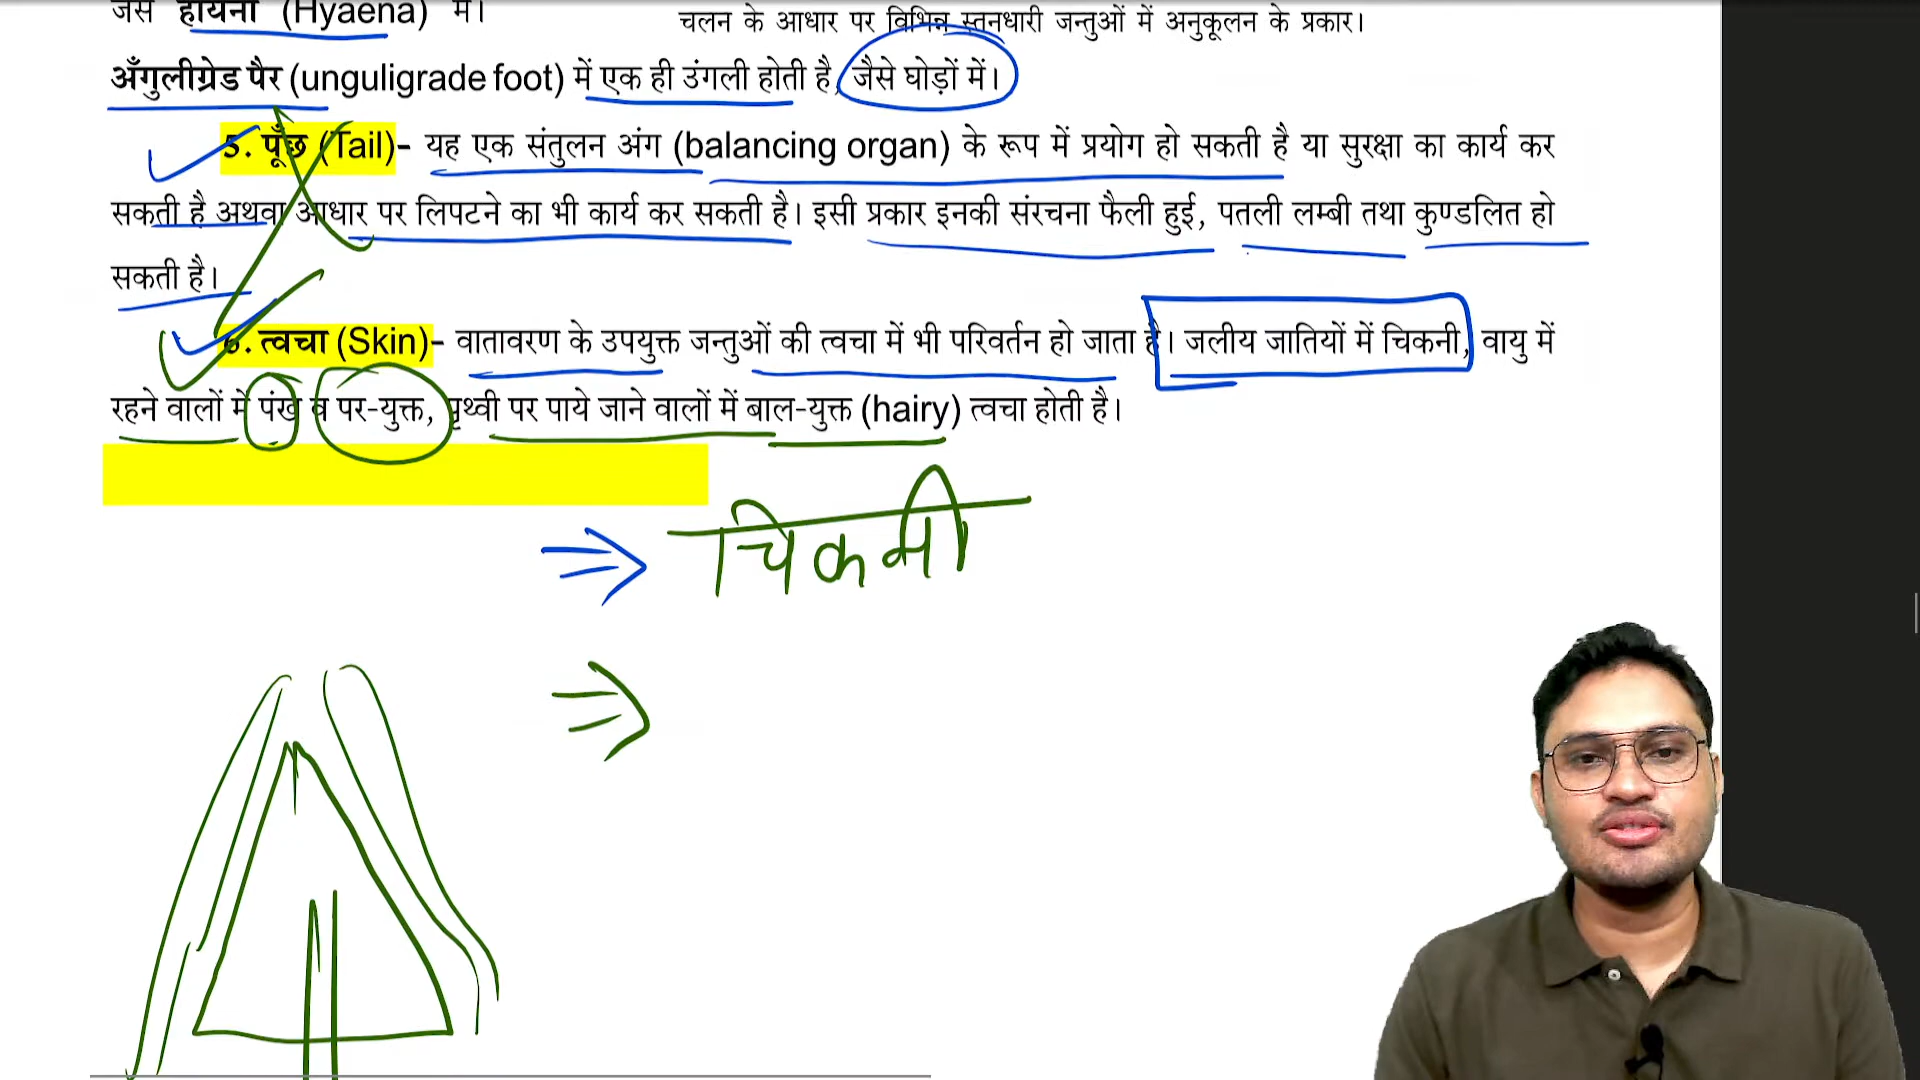 जैसे हायना (Hyaena) में।
चलन के आधार पर विभिन्न स्तनधारी जन्तुओं में अनुकूलन के प्रकार।
अँगुलीग्रेड पैर (unguligrade foot) में एक ही उंगली होती है, जैसे घोड़ों में।
5. पूँछ (Tail)- यह एक संतुलन अंग (balancing organ) के रूप में प्रयोग हो सकती है या सुरक्षा का कार्य कर
सकती है अथवा आधार पर लिपटने का भी कार्य कर सकती है। इसी प्रकार इनकी संरचना फैली हुई, पतली लम्बी तथा कुण्डलित हो
सकती है।
6. त्वचा (Skin)- वातावरण के उपयुक्त जन्तुओं की त्वचा में भी परिवर्तन हो जाता है। जलीय जातियों में चिकनी, वायु में
रहने वालों में पंख व पर-युक्त, पृथ्वी पर पाये जाने वालों में बाल-युक्त (hairy) त्वचा होती है।
चिकनी